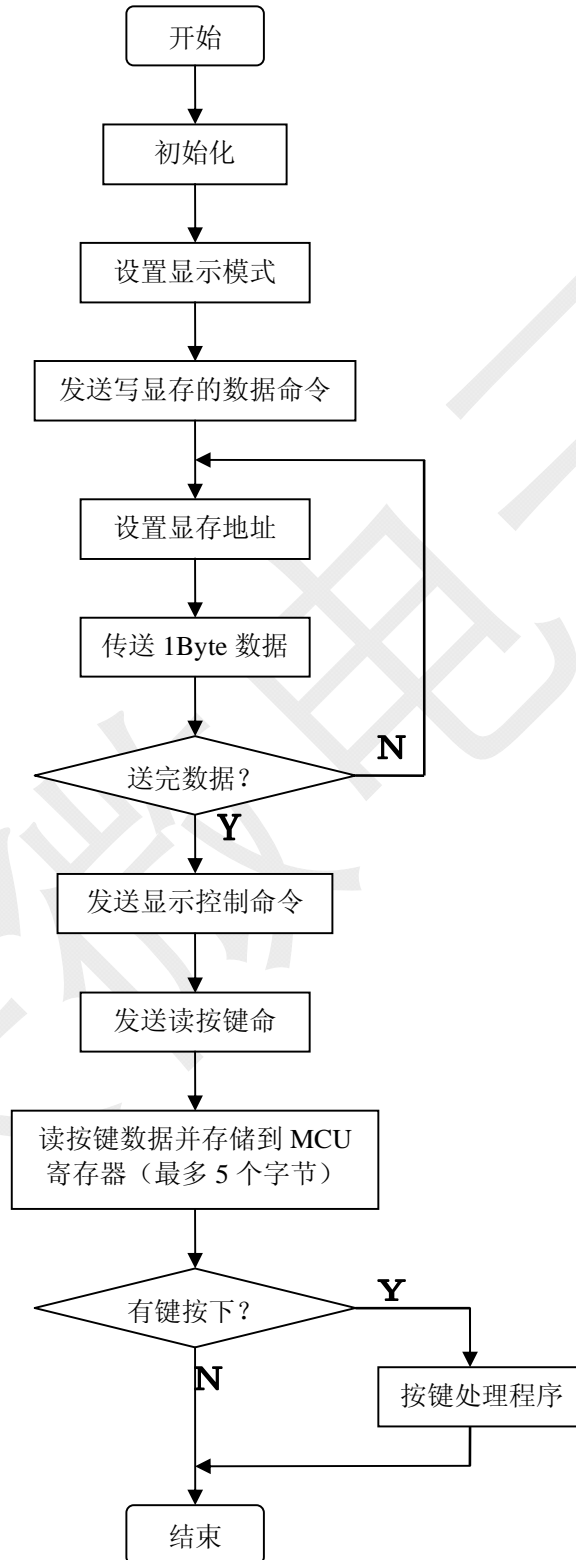 开始
初始化
设置显示模式
发送写显存的数据命令
设置显存地址
传送 1Byte 数据
送完数据？
N
Y
发送显示控制命令
发送读按键命
读按键数据并存储到 MCU
寄存器（最多 5 个字节）
有键按下？
Y
N
按键处理程序
结束